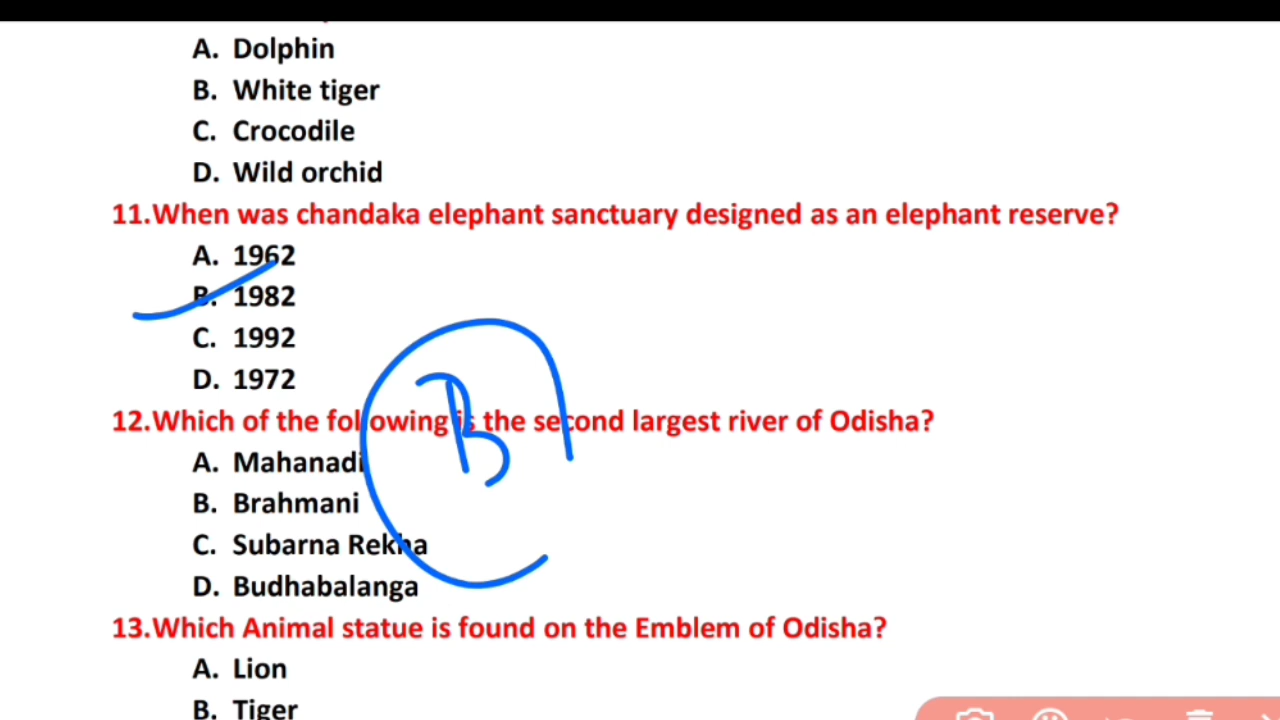 A. Dolphin
B. White tiger
C. Crocodile
D. Wild orchid
11.When was chandaka elephant sanctuary designed as an elephant reserve?
A. 1962
B. 1982
C. 1992
D. 1972
B
12.Which of the following is the second largest river of Odisha?
A. Mahanadi
B. Brahmani
C. Subarna Rekha
D. Budhabalanga
13.Which Animal statue is found on the Emblem of Odisha?
A. Lion
B. Tiger